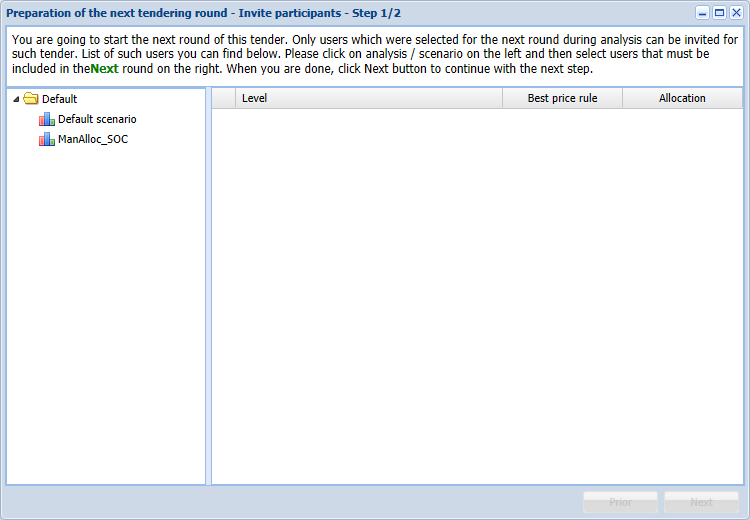 Preparation of the next tendering round - Invite participants - Step 1/2
You are going to start the next round of this tender. Only users which were selected for the next round during analysis can be invited for
such tender. List of such users you can find below. Please click on analysis / scenario on the left and then select users that must be
included in theNext round on the right. When you are done, click Next button to continue with the next step.
Default
Default scenario
ManAlloc_SOC
Level Best price rule Allocation
Prior Next